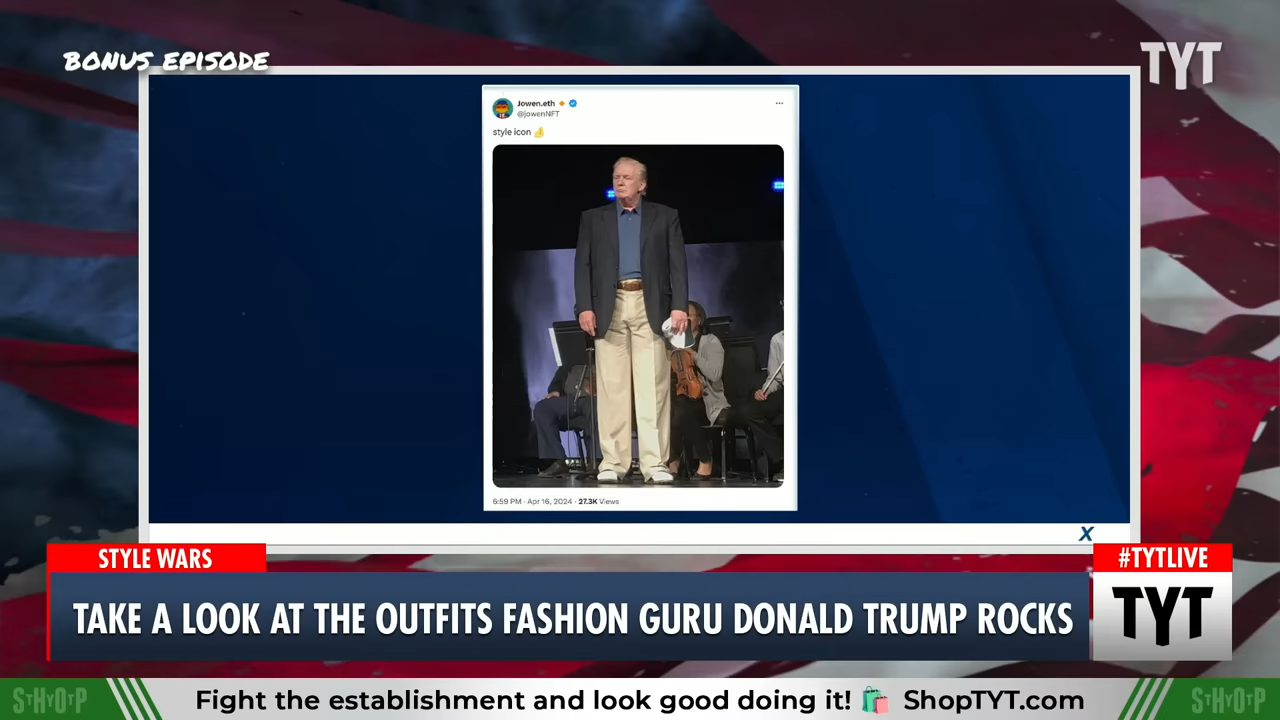 BONUS EPISODE
TYT
Jowen.eth
@jowenNFT
style icon 🤌
6:59 PM · Apr 16, 2024 · 27.3K Views
X
STYLE WARS
#TYTLIVE
TAKE A LOOK AT THE OUTFITS FASHION GURU DONALD TRUMP ROCKS
TYT
STHYOTP
Fight the establishment and look good doing it! 🛍️ ShopTYT.com
STHYOTP